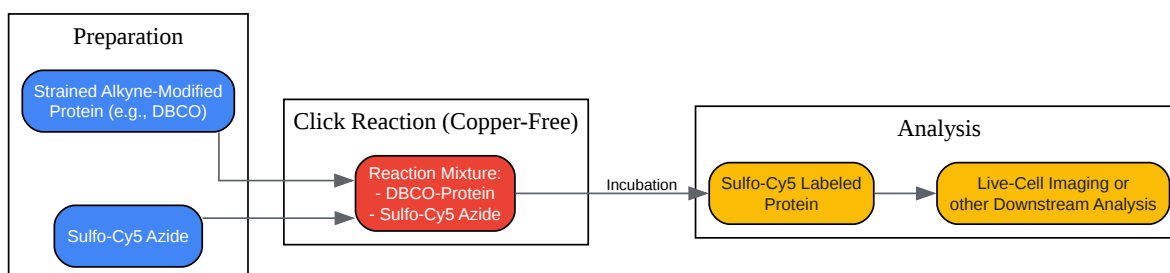 Preparation
Strained Alkyne-Modified
Protein (e.g., DBCO)
Sulfo-Cy5 Azide
Click Reaction (Copper-Free)
Reaction Mixture:
- DBCO-Protein
- Sulfo-Cy5 Azide
Incubation
Analysis
Sulfo-Cy5 Labeled
Protein
Live-Cell Imaging or
other Downstream Analysis